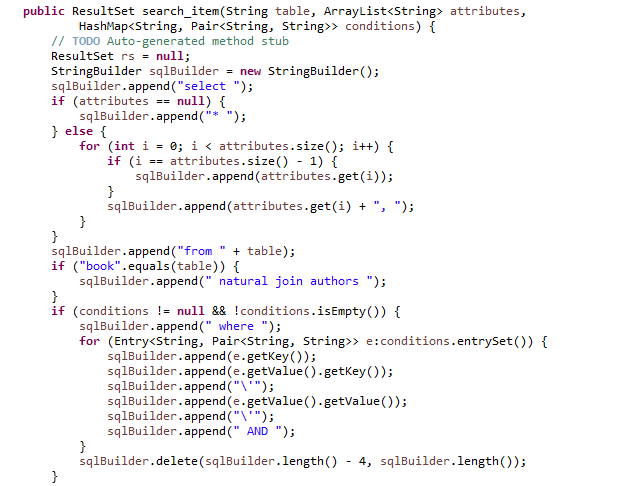 public ResultSet search_item(String table, ArrayList<String> attributes,
        HashMap<String, Pair<String, String>> conditions) {
    // TODO Auto-generated method stub
    ResultSet rs = null;
    StringBuilder sqlBuilder = new StringBuilder();
    sqlBuilder.append("select ");
    if (attributes == null) {
        sqlBuilder.append("* ");
    } else {
        for (int i = 0; i < attributes.size(); i++) {
            if (i == attributes.size() - 1) {
                sqlBuilder.append(attributes.get(i));
            }
            sqlBuilder.append(attributes.get(i) + ", ");
        }
    }
    sqlBuilder.append("from " + table);
    if ("book".equals(table)) {
        sqlBuilder.append(" natural join authors ");
    }
    if (conditions != null && !conditions.isEmpty()) {
        sqlBuilder.append(" where ");
        for (Entry<String, Pair<String, String>> e:conditions.entrySet()) {
            sqlBuilder.append(e.getKey());
            sqlBuilder.append(e.getValue().getKey());
            sqlBuilder.append("\'");
            sqlBuilder.append(e.getValue().getValue());
            sqlBuilder.append("\'");
            sqlBuilder.append(" AND ");
        }
        sqlBuilder.delete(sqlBuilder.length() - 4, sqlBuilder.length());
    }